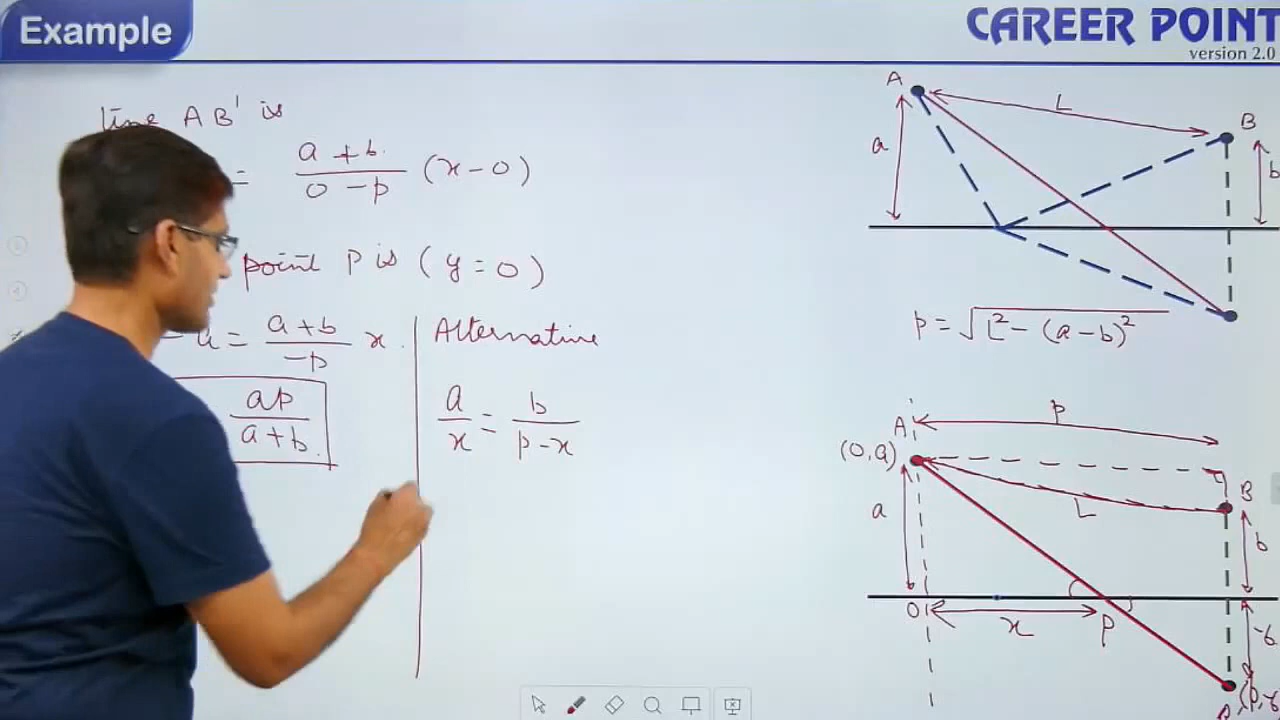 Example
CAREER POINT
version 2.0
line AB' is
= a + b / 0 - p (x - 0)
point P is (y = 0)
- a = a + b / -p x
ap / a + b
Alternative
a / x = b / p - x
A
L
B
a
b
p = √L² - (a - b)²
A
p
(0, a)
B
a
L
b
O
x
P
-b